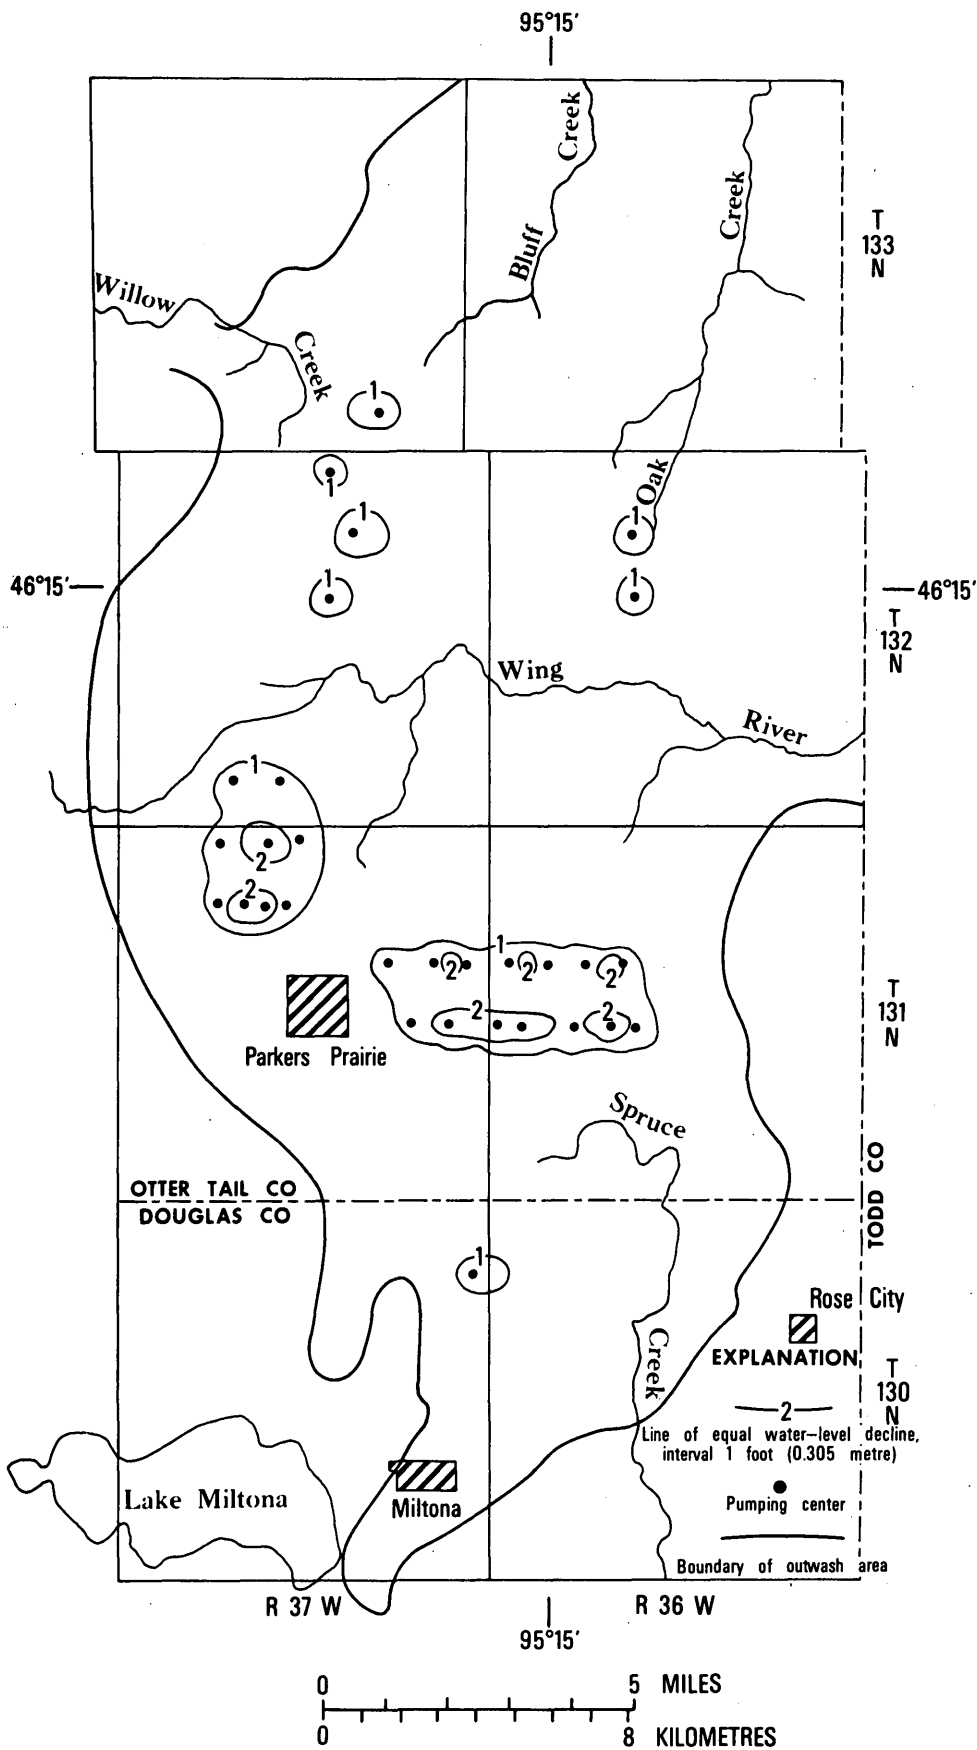 95°15′
Creek
Creek
T
133
N
Bluff
Willow
Creek
1
1
Oak
1
1
46°15′
1
1
46°15′
T
132
N
Wing
River
1
2
2
1
2
2
2
2
2
T
131
N
Parkers Prairie
Spruce
OTTER TAIL CO
DOUGLAS CO
TODD CO
1
Rose City
Creek
EXPLANATION
T
130
N
2
Line of equal water-level decline,
interval 1 foot (0.305 metre)
Lake Miltona
Miltona
Pumping center
Boundary of outwash area
R 37 W
R 36 W
95°15′
0 5 MILES
0 8 KILOMETRES